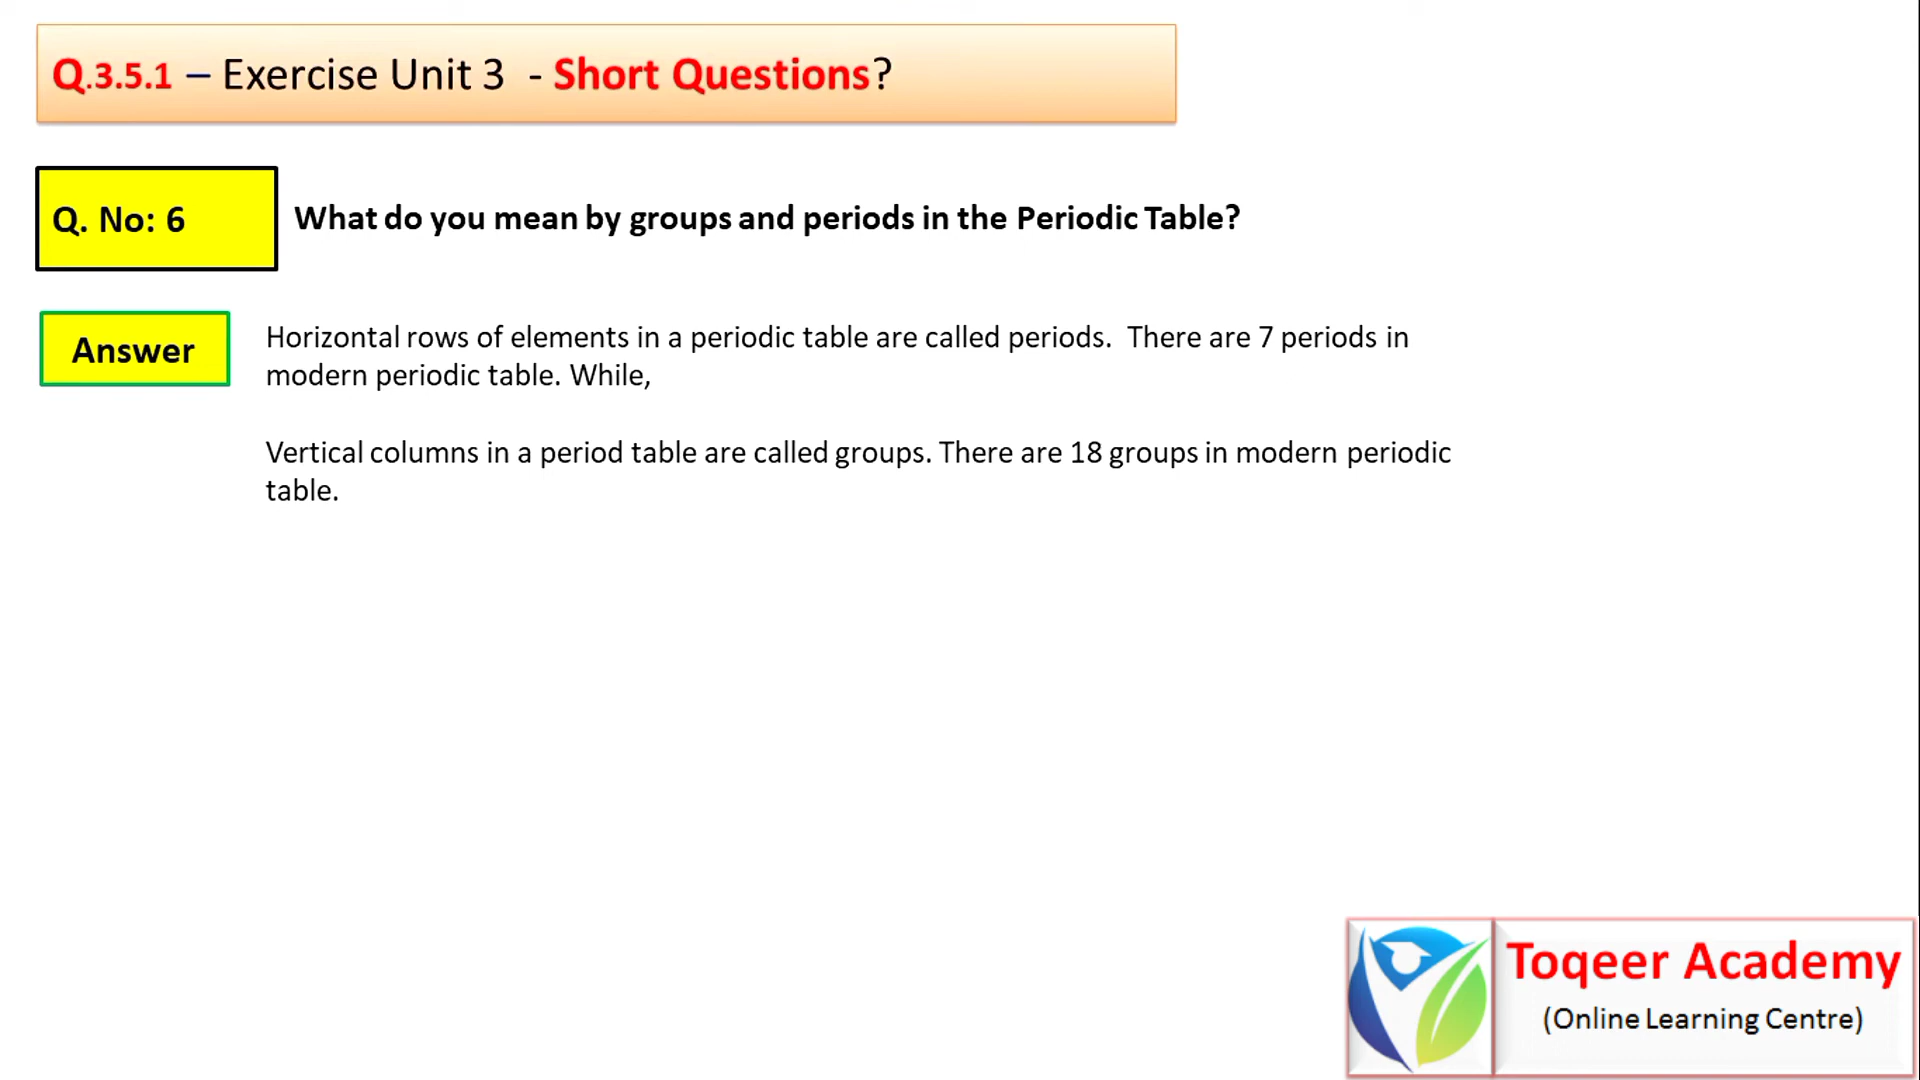 Q.3.5.1 – Exercise Unit 3 - Short Questions?
Q. No: 6
What do you mean by groups and periods in the Periodic Table?
Answer
Horizontal rows of elements in a periodic table are called periods. There are 7 periods in
modern periodic table. While,
Vertical columns in a period table are called groups. There are 18 groups in modern periodic
table.
Toqeer Academy
(Online Learning Centre)